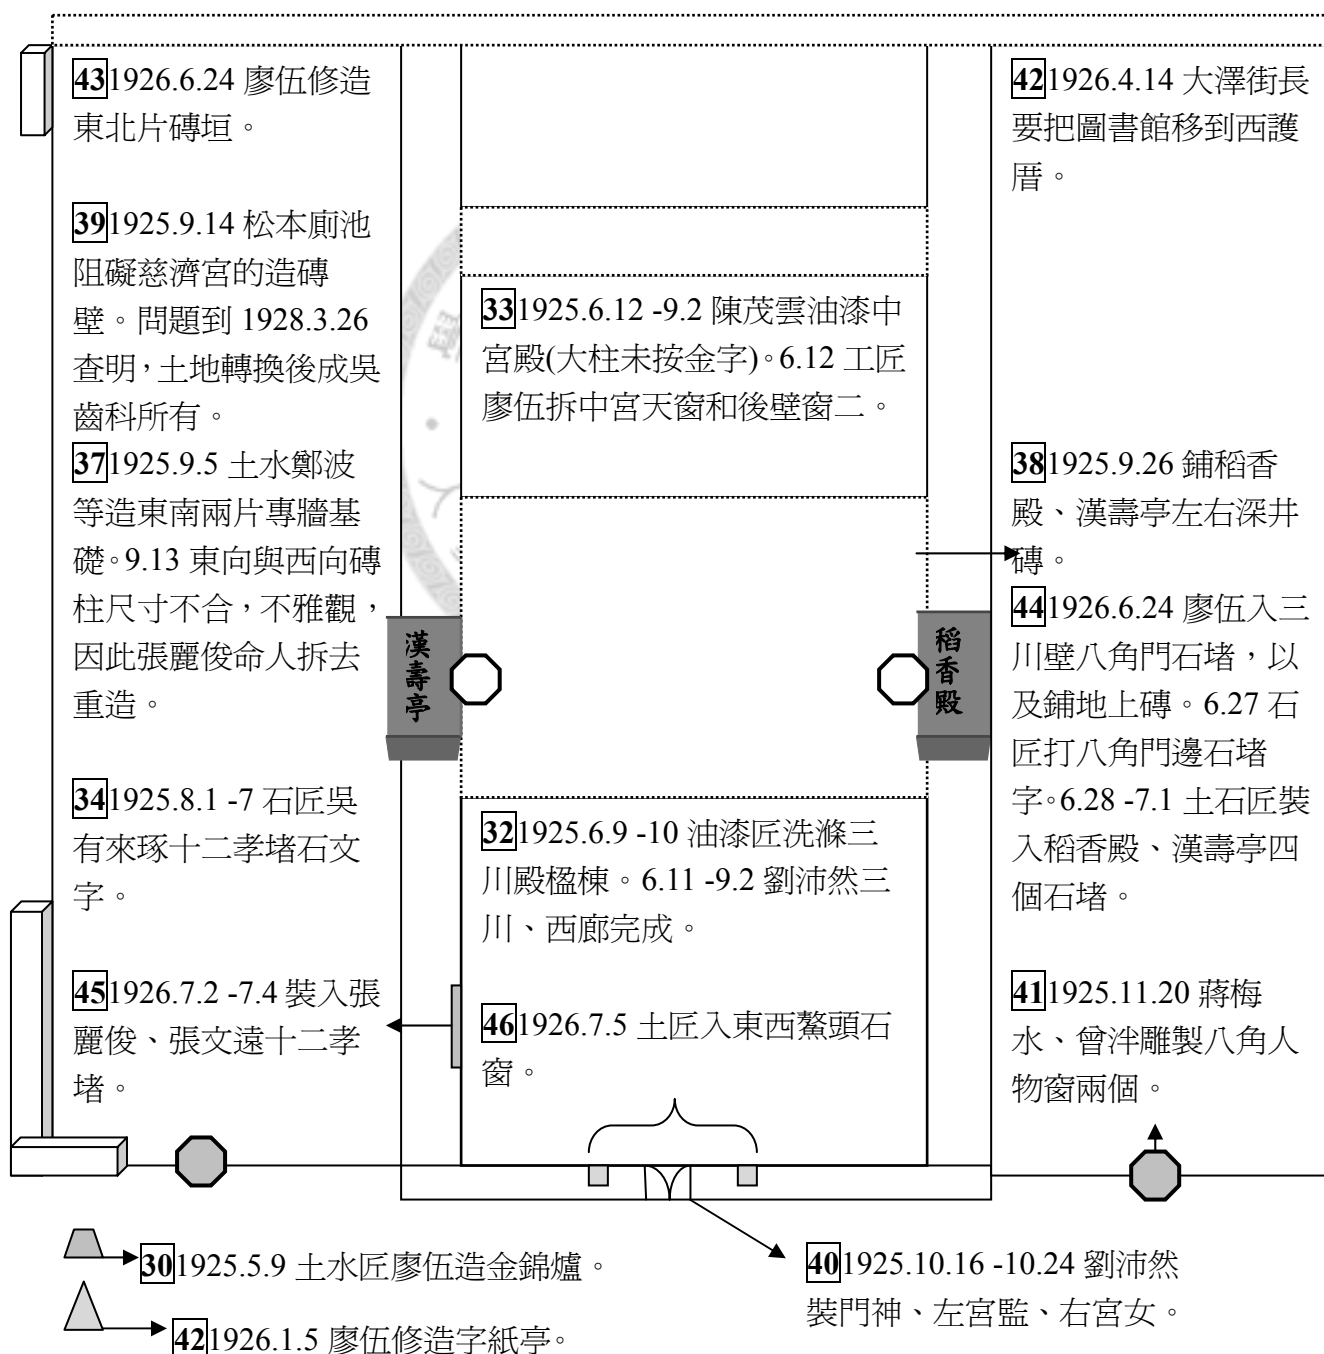 43 1926.6.24 廖伍修造
東北片磚垣。
39 1925.9.14 松本廁池
阻礙慈濟宮的造磚
壁。問題到 1928.3.26
查明，土地轉換後成吳
齒科所有。
37 1925.9.5 土水鄭波
等造東南兩片專牆基
礎。9.13 東向與西向磚
柱尺寸不合，不雅觀，
因此張麗俊命人拆去
重造。
34 1925.8.1 -7 石匠吳
有來琢十二孝堵石文
字。
45 1926.7.2 -7.4 裝入張
麗俊、張文遠十二孝
堵。
漢壽亭
33 1925.6.12 -9.2 陳茂雲油漆中
宮殿(大柱未按金字)。6.12 工匠
廖伍拆中宮天窗和後壁窗二。
32 1925.6.9 -10 油漆匠洗滌三
川殿楹棟。6.11 -9.2 劉沛然三
川、西廊完成。
46 1926.7.5 土匠入東西鰲頭石
窗。
稻香殿
42 1926.4.14 大澤街長
要把圖書館移到西護
厝。
38 1925.9.26 鋪稻香
殿、漢壽亭左右深井
磚。
44 1926.6.24 廖伍入三
川壁八角門石堵，以
及鋪地上磚。6.27 石
匠打八角門邊石堵
字。6.28 -7.1 土石匠裝
入稻香殿、漢壽亭四
個石堵。
41 1925.11.20 蔣梅
水、曾泮雕製八角人
物窗兩個。
30 1925.5.9 土水匠廖伍造金錦爐。
42 1926.1.5 廖伍修造字紙亭。
40 1925.10.16 -10.24 劉沛然
裝門神、左宮監、右宮女。